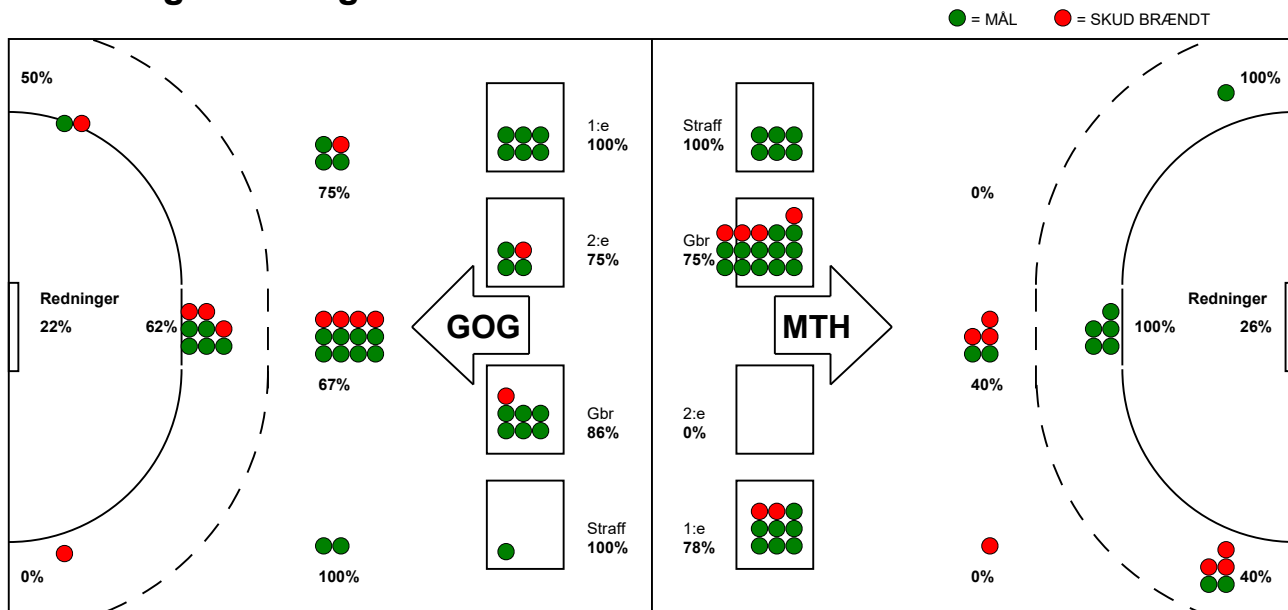 = MÅL
= SKUD BRÆNDT
50%
75%
Redninger
22%
62%
67%
0%
100%
GOG
1:e
100%
2:e
75%
Gbr
86%
Straff
100%
Straff
100%
Gbr
75%
MTH
2:e
0%
1:e
78%
100%
0%
Redninger
26%
100%
40%
0%
40%